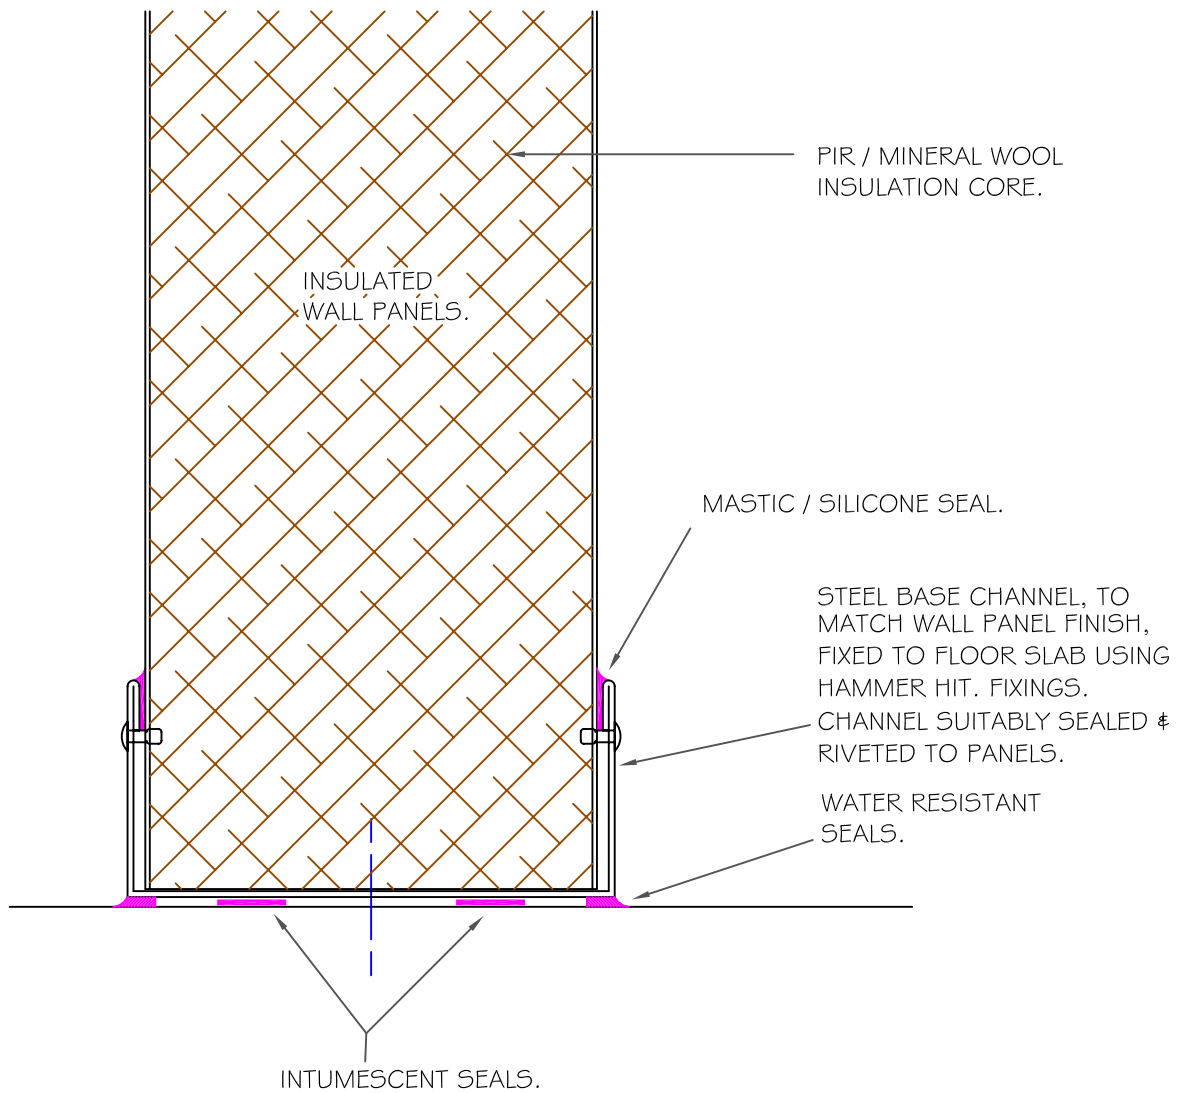 PIR / MINERAL WOOL
INSULATION CORE.
INSULATED
WALL PANELS.
MASTIC / SILICONE SEAL.
STEEL BASE CHANNEL, TO
MATCH WALL PANEL FINISH,
FIXED TO FLOOR SLAB USING
HAMMER HIT. FIXINGS.
CHANNEL SUITABLY SEALED &
RIVETED TO PANELS.
WATER RESISTANT
SEALS.
INTUMESCENT SEALS.